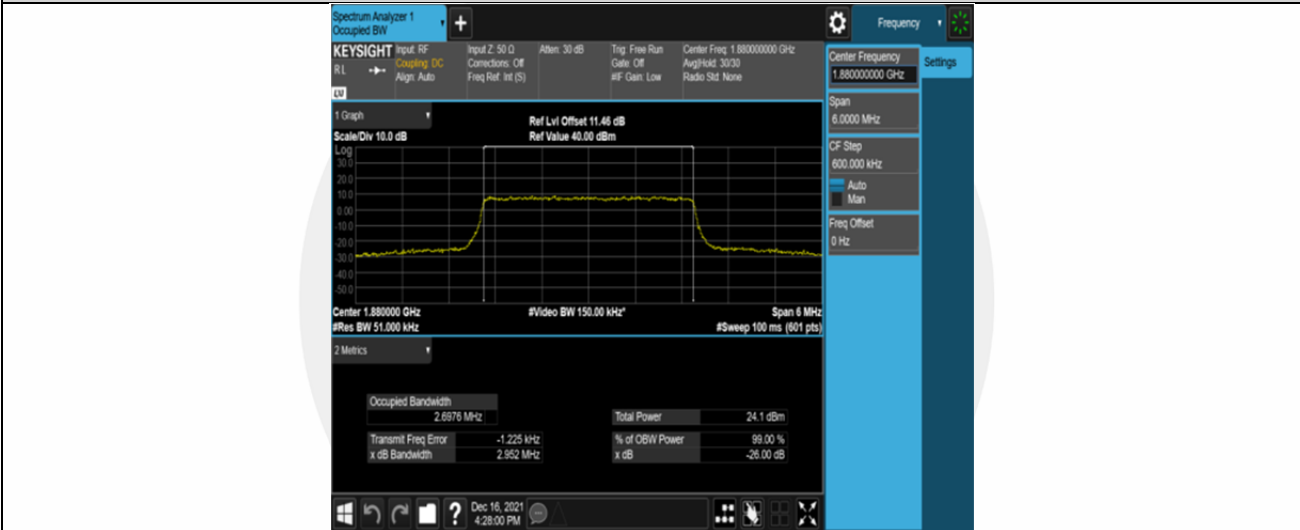 Spectrum Analyzer 1
Occupied BW
+
Frequency
KEYSIGHT
R L
LV
Input: RF
Coupling: DC
Align: Auto
Input Z: 50 Ω
Corrections: Off
Freq Ref: Int (S)
Atten: 30 dB
Trig: Free Run
Gate: Off
#IF Gain: Low
Center Freq: 1.880000000 GHz
Avg|Hold: 30/30
Radio Std: None
Center Frequency
1.880000000 GHz
Settings
Span
6.0000 MHz
CF Step
600.000 kHz
Auto
Man
Freq Offset
0 Hz
1 Graph
Ref Lvl Offset 11.46 dB
Scale/Div 10.0 dB
Ref Value 40.00 dBm
Log
30.0
20.0
10.0
0.00
-10.0
-20.0
-30.0
-40.0
-50.0
Center 1.880000 GHz
#Video BW 150.00 kHz*
Span 6 MHz
#Res BW 51.000 kHz
#Sweep 100 ms (601 pts)
2 Metrics
Occupied Bandwidth
2.6976 MHz
Total Power 24.1 dBm
Transmit Freq Error -1.225 kHz
% of OBW Power 99.00 %
x dB Bandwidth 2.952 MHz
x dB -26.00 dB
?
Dec 16, 2021
4:28:00 PM